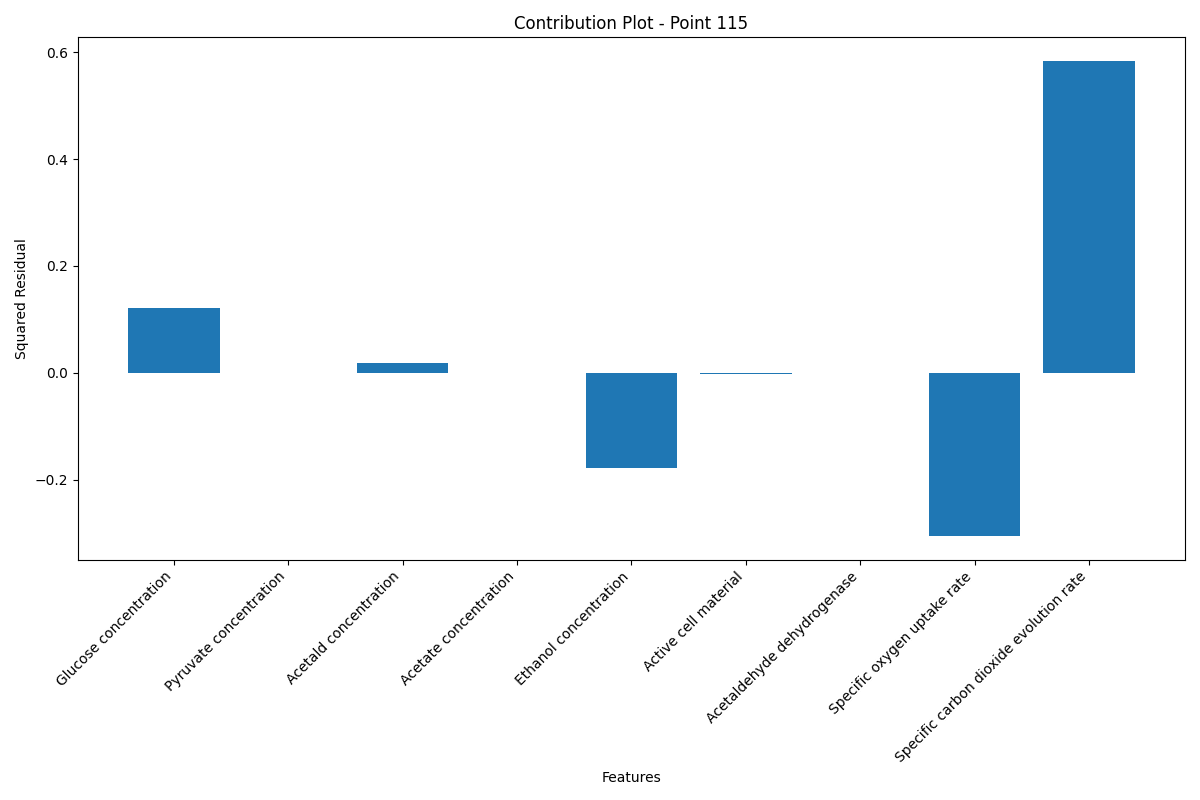 Contribution Plot - Point 115
Squared Residual
0.6
0.4
0.2
0.0
−0.2
Glucose concentration
Pyruvate concentration
Acetald concentration
Acetate concentration
Ethanol concentration
Active cell material
Acetaldehyde dehydrogenase
Specific oxygen uptake rate
Specific carbon dioxide evolution rate
Features